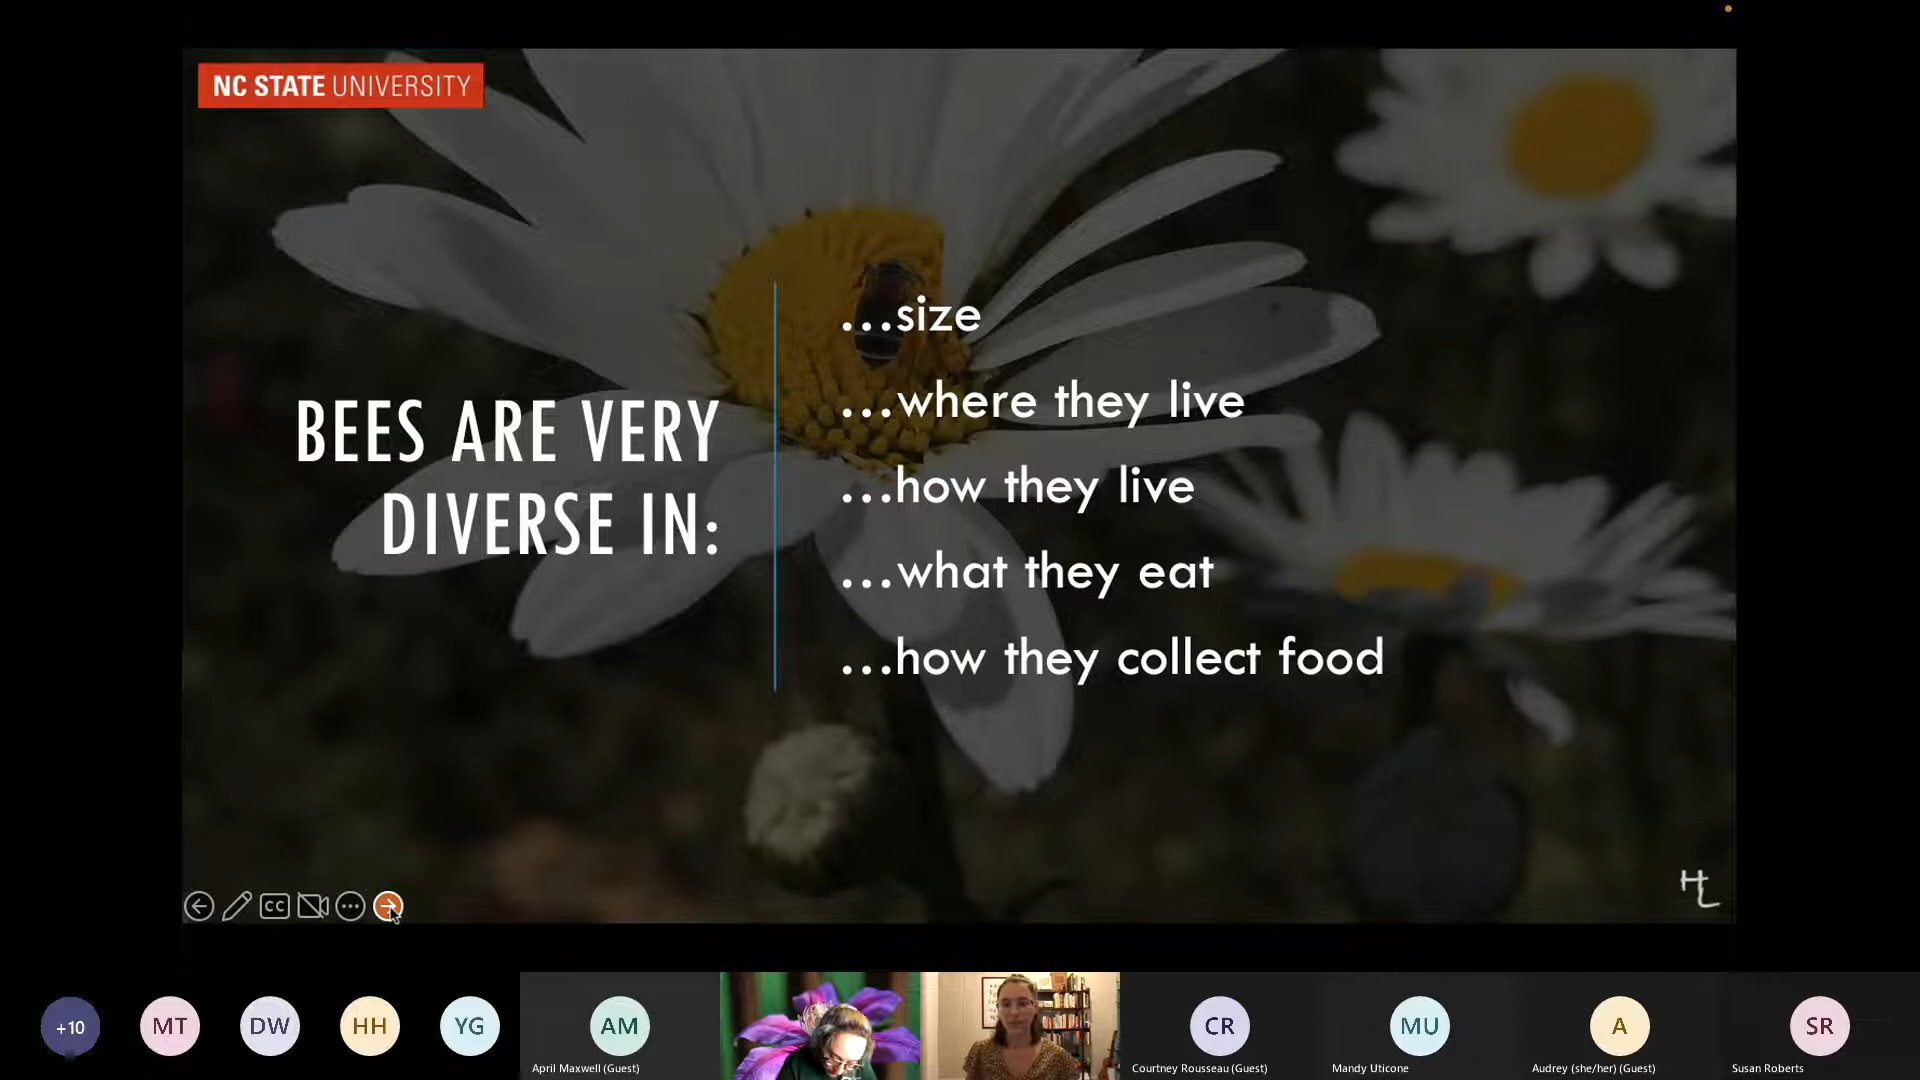 NC STATE UNIVERSITY
BEES ARE VERY
DIVERSE IN:
...size
...where they live
...how they live
...what they eat
...how they collect food
HL
CC
+10
MT
DW
HH
YG
AM
CR
MU
A
SR
April Maxwell (Guest)
Courtney Rousseau (Guest)
Mandy Uticone
Audrey (she/her) (Guest)
Susan Roberts